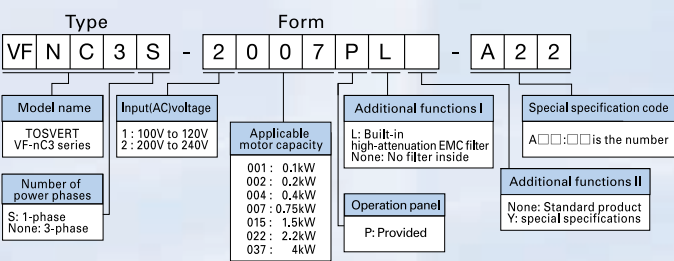 Type Form
VF N C 3 S - 2 0 0 7 P L - A 2 2
Model name
TOSVERT
VF-nC3 series
Number of
power phases
S: 1-phase
None: 3-phase
Input(AC)voltage
1 : 100V to 120V
2 : 200V to 240V
Applicable
motor capacity
001 : 0.1kW
002 : 0.2kW
004 : 0.4kW
007 : 0.75kW
015 : 1.5kW
022 : 2.2kW
037 : 4kW
Additional functions I
L: Built-in
high-attenuation EMC filter
None: No filter inside
Operation panel
P: Provided
Special specification code
A□□:□□ is the number
Additional functions II
None: Standard product
Y: special specifications